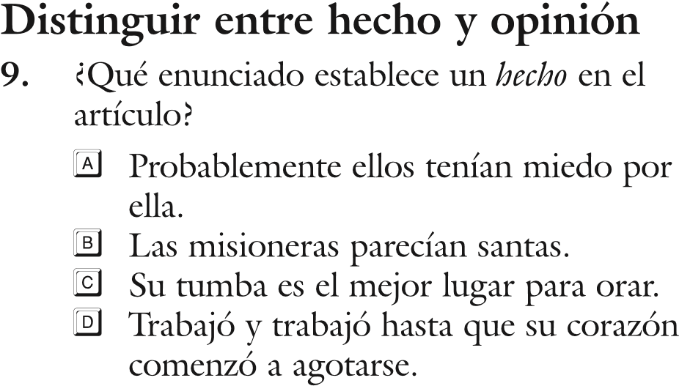 Distinguir entre hecho y opinión
9. ¿Qué enunciado establece un hecho en el
artículo?
A Probablemente ellos tenían miedo por
ella.
B Las misioneras parecían santas.
C Su tumba es el mejor lugar para orar.
D Trabajó y trabajó hasta que su corazón
comenzó a agotarse.